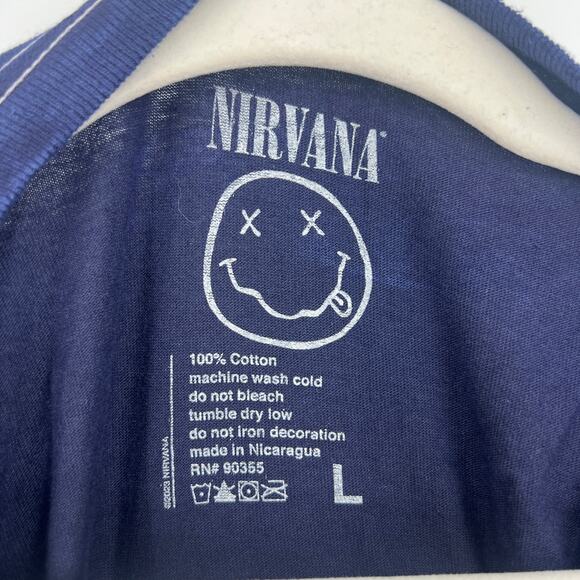 NIRVANA®
X X
100% Cotton
machine wash cold
do not bleach
tumble dry low
do not iron decoration
made in Nicaragua
RN# 90355
L
©2023 NIRVANA